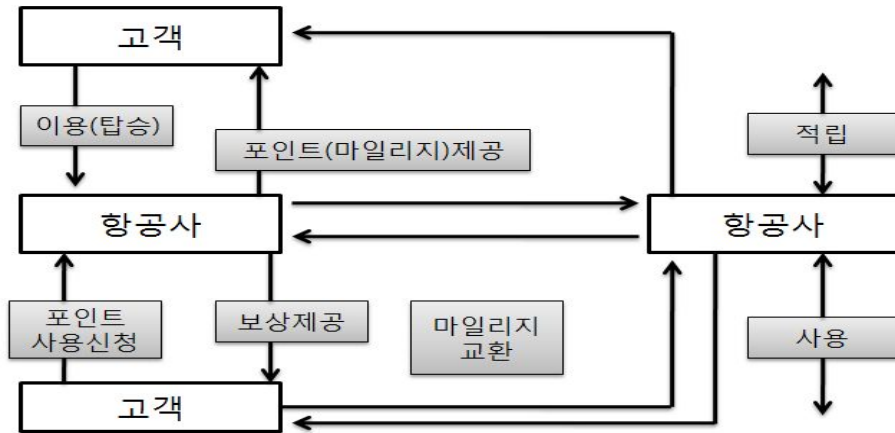 고객
이용(탑승)
적립
포인트(마일리지)제공
항공사
항공사
포인트
사용신청
보상제공
마일리지
교환
사용
고객